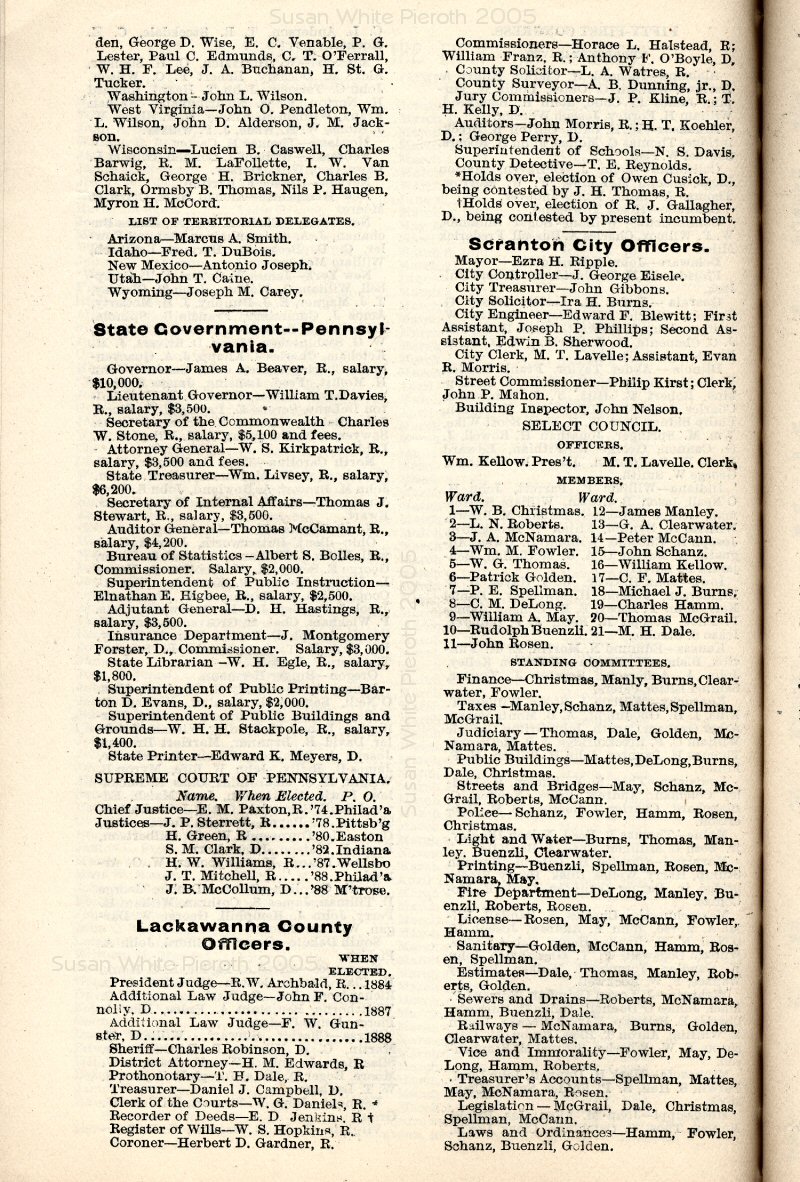 Susan White Pieroth 2005
den, George D. Wise, E. C. Venable, P. G.
Lester, Paul C. Edmunds, C. T. O'Ferrall,
W. H. F. Lee, J. A. Buchanan, H. St. G.
Tucker.
Washington - John L. Wilson.
West Virginia—John O. Pendleton, Wm.
L. Wilson, John D. Alderson, J. M. Jack-
son.
Wisconsin—Lucien B. Caswell, Charles
Barwig, R. M. LaFollette, I. W. Van
Schaick, George H. Brickner, Charles B.
Clark, Ormsby B. Thomas, Nils P. Haugen,
Myron H. McCord.
LIST OF TERRITORIAL DELEGATES.
Arizona—Marcus A. Smith.
Idaho—Fred. T. DuBois.
New Mexico—Antonio Joseph.
Utah—John T. Caine.
Wyoming—Joseph M. Carey.
State Government--Pennsyl-
vania.
Governor—James A. Beaver, R., salary,
$10,000.
Lieutenant Governor—William T. Davies,
R., salary, $3,500.
Secretary of the Commonwealth - Charles
W. Stone, R., salary, $5,100 and fees.
Attorney General—W. S. Kirkpatrick, R.,
salary, $3,500 and fees.
State Treasurer—Wm. Livsey, R., salary,
$6,200.
Secretary of Internal Affairs—Thomas J.
Stewart, R., salary, $3,500.
Auditor General—Thomas McCamant, R.,
salary, $4,200.
Bureau of Statistics—Albert S. Bolles, R.,
Commissioner. Salary, $2,000.
Superintendent of Public Instruction—
Elnathan E. Higbee, R., salary, $2,500.
Adjutant General—D. H. Hastings, R.,
salary, $3,500.
Insurance Department—J. Montgomery
Forster, D., Commissioner. Salary, $3,000.
State Librarian—W. H. Egle, R., salary,
$1,800.
Superintendent of Public Printing—Bar-
ton D. Evans, D., salary, $2,000.
Superintendent of Public Buildings and
Grounds—W. H. H. Stackpole, R., salary,
$1,400.
State Printer—Edward K. Meyers, D.
SUPREME COURT OF PENNSYLVANIA.
Name. When Elected. P. O.
Chief Justice—E. M. Paxton, R. '74. Philad'a
Justices—J. P. Sterrett, R......'78. Pittsb'g
H. Green, R.........'80. Easton
S. M. Clark, D........'82. Indiana
H. W. Williams, R...'87. Wellsbo
J. T. Mitchell, R.....'88. Philad'a
J. B. McCollum, D...'88 M'trose.
Lackawanna County
Officers.
WHEN
ELECTED.
President Judge—R. W. Archbald, R...1884
Additional Law Judge—John F. Con-
nolly, D............................1887
Additional Law Judge—F. W. Gun-
ster, D.............................1888
Sheriff—Charles Robinson, D.
District Attorney—H. M. Edwards, R
Prothonotary—T. H. Dale, R.
Treasurer—Daniel J. Campbell, D.
Clerk of the Courts—W. G. Daniels, R. *
Recorder of Deeds—E. D. Jenkins. R †
Register of Wills—W. S. Hopkins, R.
Coroner—Herbert D. Gardner, R.
Commissioners—Horace L. Halstead, R;
William Franz, R.; Anthony F. O'Boyle, D.
County Solicitor—L. A. Watres, R.
County Surveyor—A. B. Dunning, jr., D.
Jury Commissioners—J. P. Kline, R.; T.
H. Kelly, D.
Auditors—John Morris, R.; H. T. Koehler,
D.; George Perry, D.
Superintendent of Schools—N. S. Davis.
County Detective—T. E. Reynolds.
*Holds over, election of Owen Cusick, D.,
being contested by J. H. Thomas, R.
†Holds over, election of R. J. Gallagher,
D., being contested by present incumbent.
Scranton City Officers.
Mayor—Ezra H. Ripple.
City Controller—J. George Eisele.
City Treasurer—John Gibbons.
City Solicitor—Ira H. Burns.
City Engineer—Edward F. Blewitt; First
Assistant, Joseph P. Phillips; Second As-
sistant, Edwin B. Sherwood.
City Clerk, M. T. Lavelle; Assistant, Evan
R. Morris.
Street Commissioner—Philip Kirst; Clerk,
John P. Mahon.
Building Inspector, John Nelson.
SELECT COUNCIL.
OFFICERS.
Wm. Kellow. Pres't. M. T. Lavelle. Clerk.
MEMBERS.
Ward. Ward.
1—W. B. Christmas. 12—James Manley.
2—L. N. Roberts. 13—G. A. Clearwater.
3—J. A. McNamara. 14—Peter McCann.
4—Wm. M. Fowler. 15—John Schanz.
5—W. G. Thomas. 16—William Kellow.
6—Patrick Golden. 17—C. F. Mattes.
7—P. E. Spellman. 18—Michael J. Burns.
8—C. M. DeLong. 19—Charles Hamm.
9—William A. May. 20—Thomas McGrail.
10—Rudolph Buenzli. 21—M. H. Dale.
11—John Rosen.
STANDING COMMITTEES.
Finance—Christmas, Manly, Burns, Clear-
water, Fowler.
Taxes—Manley, Schanz, Mattes, Spellman,
McGrail.
Judiciary—Thomas, Dale, Golden, Mc-
Namara, Mattes.
Public Buildings—Mattes, DeLong, Burns,
Dale, Christmas.
Streets and Bridges—May, Schanz, Mc-
Grail, Roberts, McCann.
Police—Schanz, Fowler, Hamm, Rosen,
Christmas.
Light and Water—Burns, Thomas, Man-
ley. Buenzli, Clearwater.
Printing—Buenzli, Spellman, Rosen, Mc-
Namara, May.
Fire Department—DeLong, Manley, Bu-
enzli, Roberts, Rosen.
License—Rosen, May, McCann, Fowler,
Hamm.
Sanitary—Golden, McCann, Hamm, Ros-
en, Spellman.
Estimates—Dale, Thomas, Manley, Rob-
erts, Golden.
Sewers and Drains—Roberts, McNamara,
Hamm, Buenzli, Dale.
Railways—McNamara, Burns, Golden,
Clearwater, Mattes.
Vice and Immorality—Fowler, May, De-
Long, Hamm, Roberts.
Treasurer's Accounts—Spellman, Mattes,
May, McNamara, Rosen.
Legislation—McGrail, Dale, Christmas,
Spellman, McCann.
Laws and Ordinances—Hamm, Fowler,
Schanz, Buenzli, Golden.
Susan White Pieroth 2005
Susan White Pieroth 2005